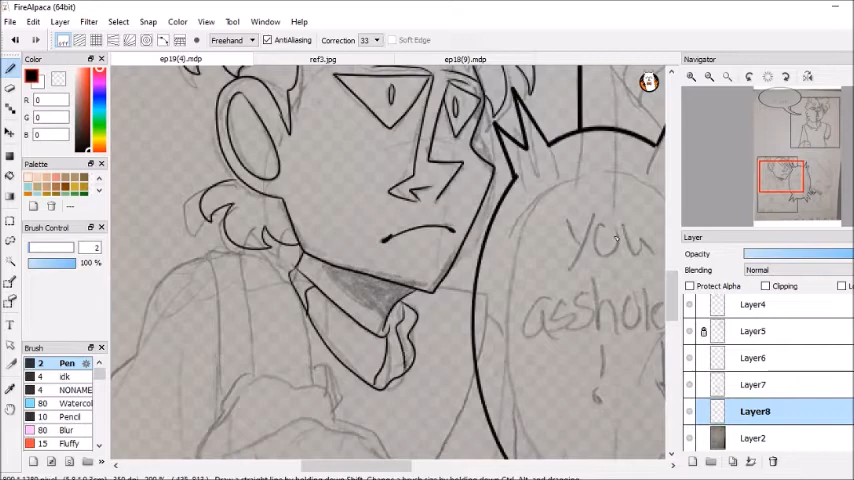 FireAlpaca (64bit)
File Edit Layer Filter Select Snap Color View Tool Window Help
Freehand AntiAliasing Correction 33 Soft Edge
Color
R 0
G 0
B 0
Palette
---
Brush Control
2
100 %
Brush
2 Pen
4 idk
4 NONAME
80 Watercol
10 Pencil
80 Blur
15 Fluffy
ep19(4).mdp ref3.jpg ep18(9).mdp
you
asshole
!
Navigator
Layer
Opacity
Blending Normal
Protect Alpha Clipping
Layer4
Layer5
Layer6
Layer7
Layer8
Layer2